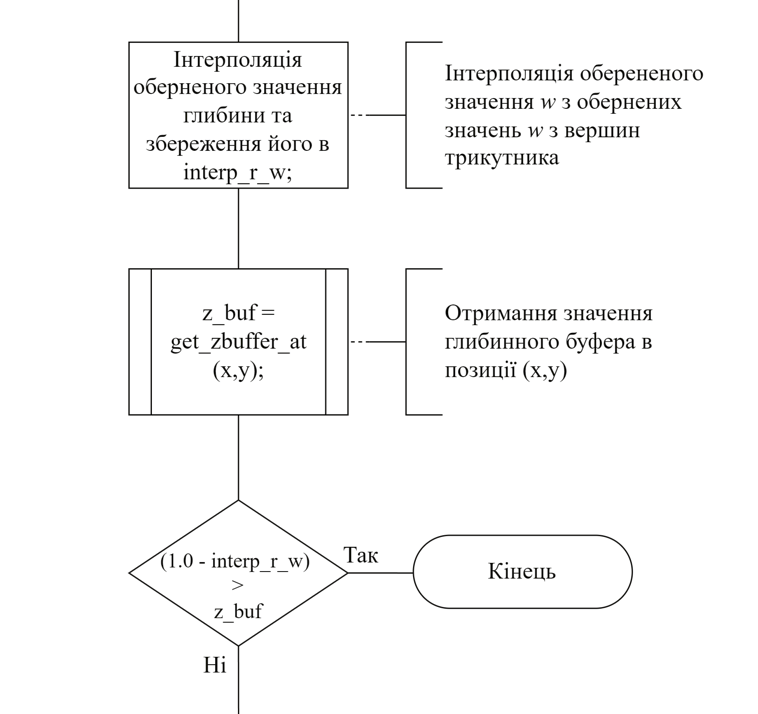 Інтерполяція
оберненого значення
глибини та
збереження його в
interp_r_w;
Інтерполяція оберененого
значення w з обернених
значень w з вершин
трикутника
z_buf =
get_zbuffer_at
(x,y);
Отримання значення
глибинного буфера в
позиції (x,y)
(1.0 - interp_r_w)
>
z_buf
Так
Кінець
Ні